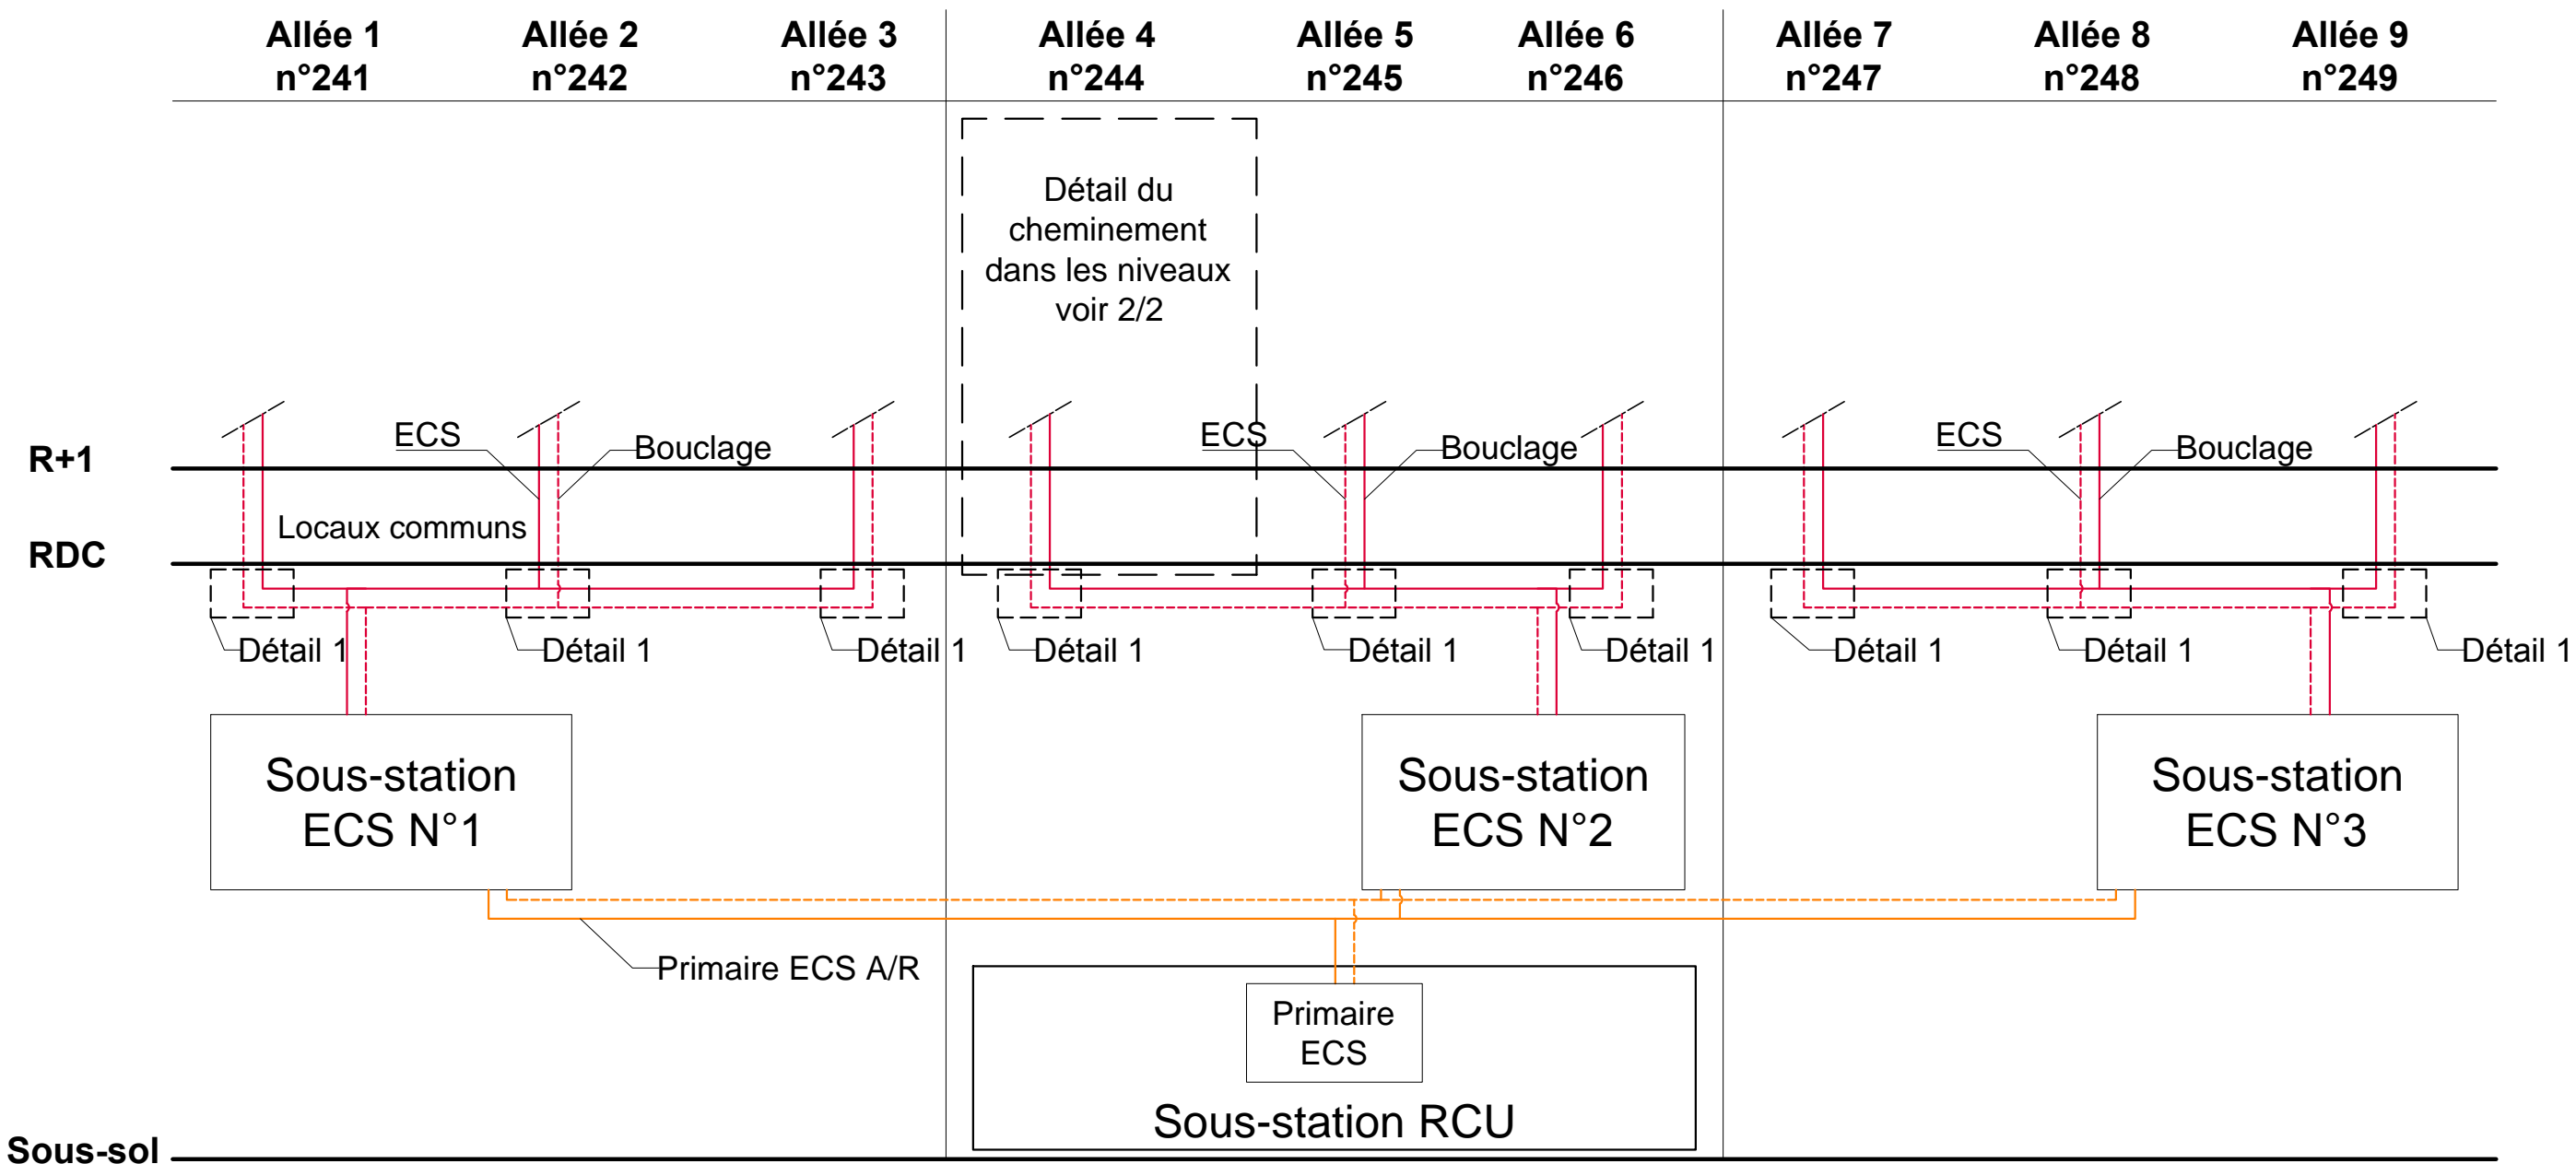 Allée 1
n°241
Allée 2
n°242
Allée 3
n°243
Allée 4
n°244
Allée 5
n°245
Allée 6
n°246
Allée 7
n°247
Allée 8
n°248
Allée 9
n°249
Détail du
cheminement
dans les niveaux
voir 2/2
ECS
Bouclage
ECS
Bouclage
ECS
Bouclage
R+1
Locaux communs
RDC
Détail 1
Détail 1
Détail 1
Détail 1
Détail 1
Détail 1
Détail 1
Détail 1
Détail 1
Sous-station
ECS N°1
Sous-station
ECS N°2
Sous-station
ECS N°3
Primaire ECS A/R
Primaire
ECS
Sous-station RCU
Sous-sol